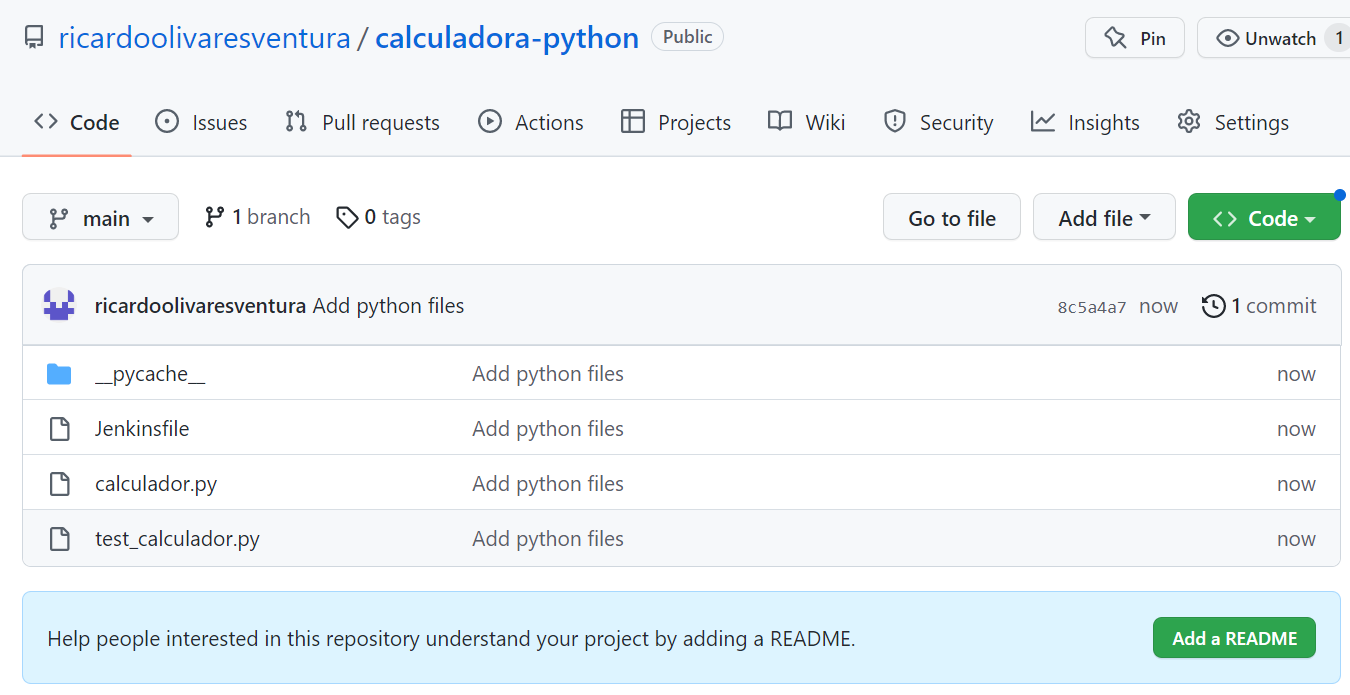 ricardoolivaresventura / calculadora-python Public Pin Unwatch 1
Code Issues Pull requests Actions Projects Wiki Security Insights Settings
main 1 branch 0 tags Go to file Add file Code
ricardoolivaresventura Add python files 8c5a4a7 now 1 commit
__pycache__ Add python files now
Jenkinsfile Add python files now
calculador.py Add python files now
test_calculador.py Add python files now
Help people interested in this repository understand your project by adding a README. Add a README